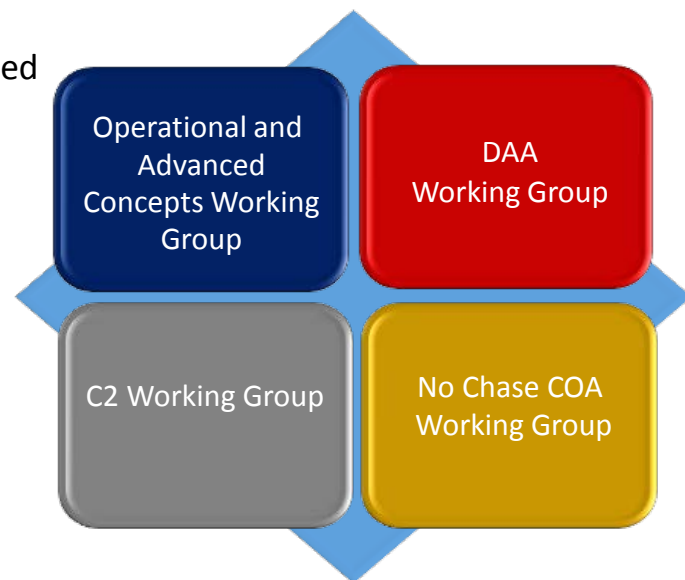 ed
Operational and
Advanced
Concepts Working
Group
DAA
Working Group
C2 Working Group
No Chase COA
Working Group